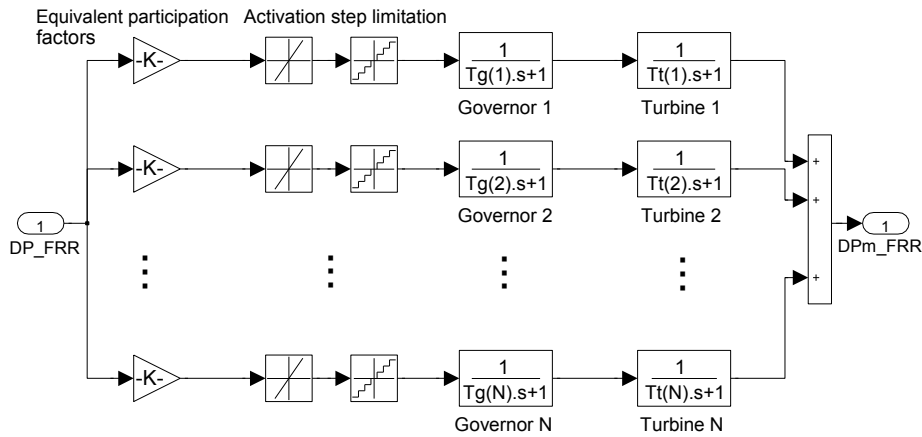 Equivalent participation factors
Activation step limitation
-K-
1
Tg(1).s+1
Governor 1
1
Tt(1).s+1
Turbine 1
-K-
1
Tg(2).s+1
Governor 2
1
Tt(2).s+1
Turbine 2
1
DP_FRR
+
+
+
1
DPm_FRR
-K-
1
Tg(N).s+1
Governor N
1
Tt(N).s+1
Turbine N